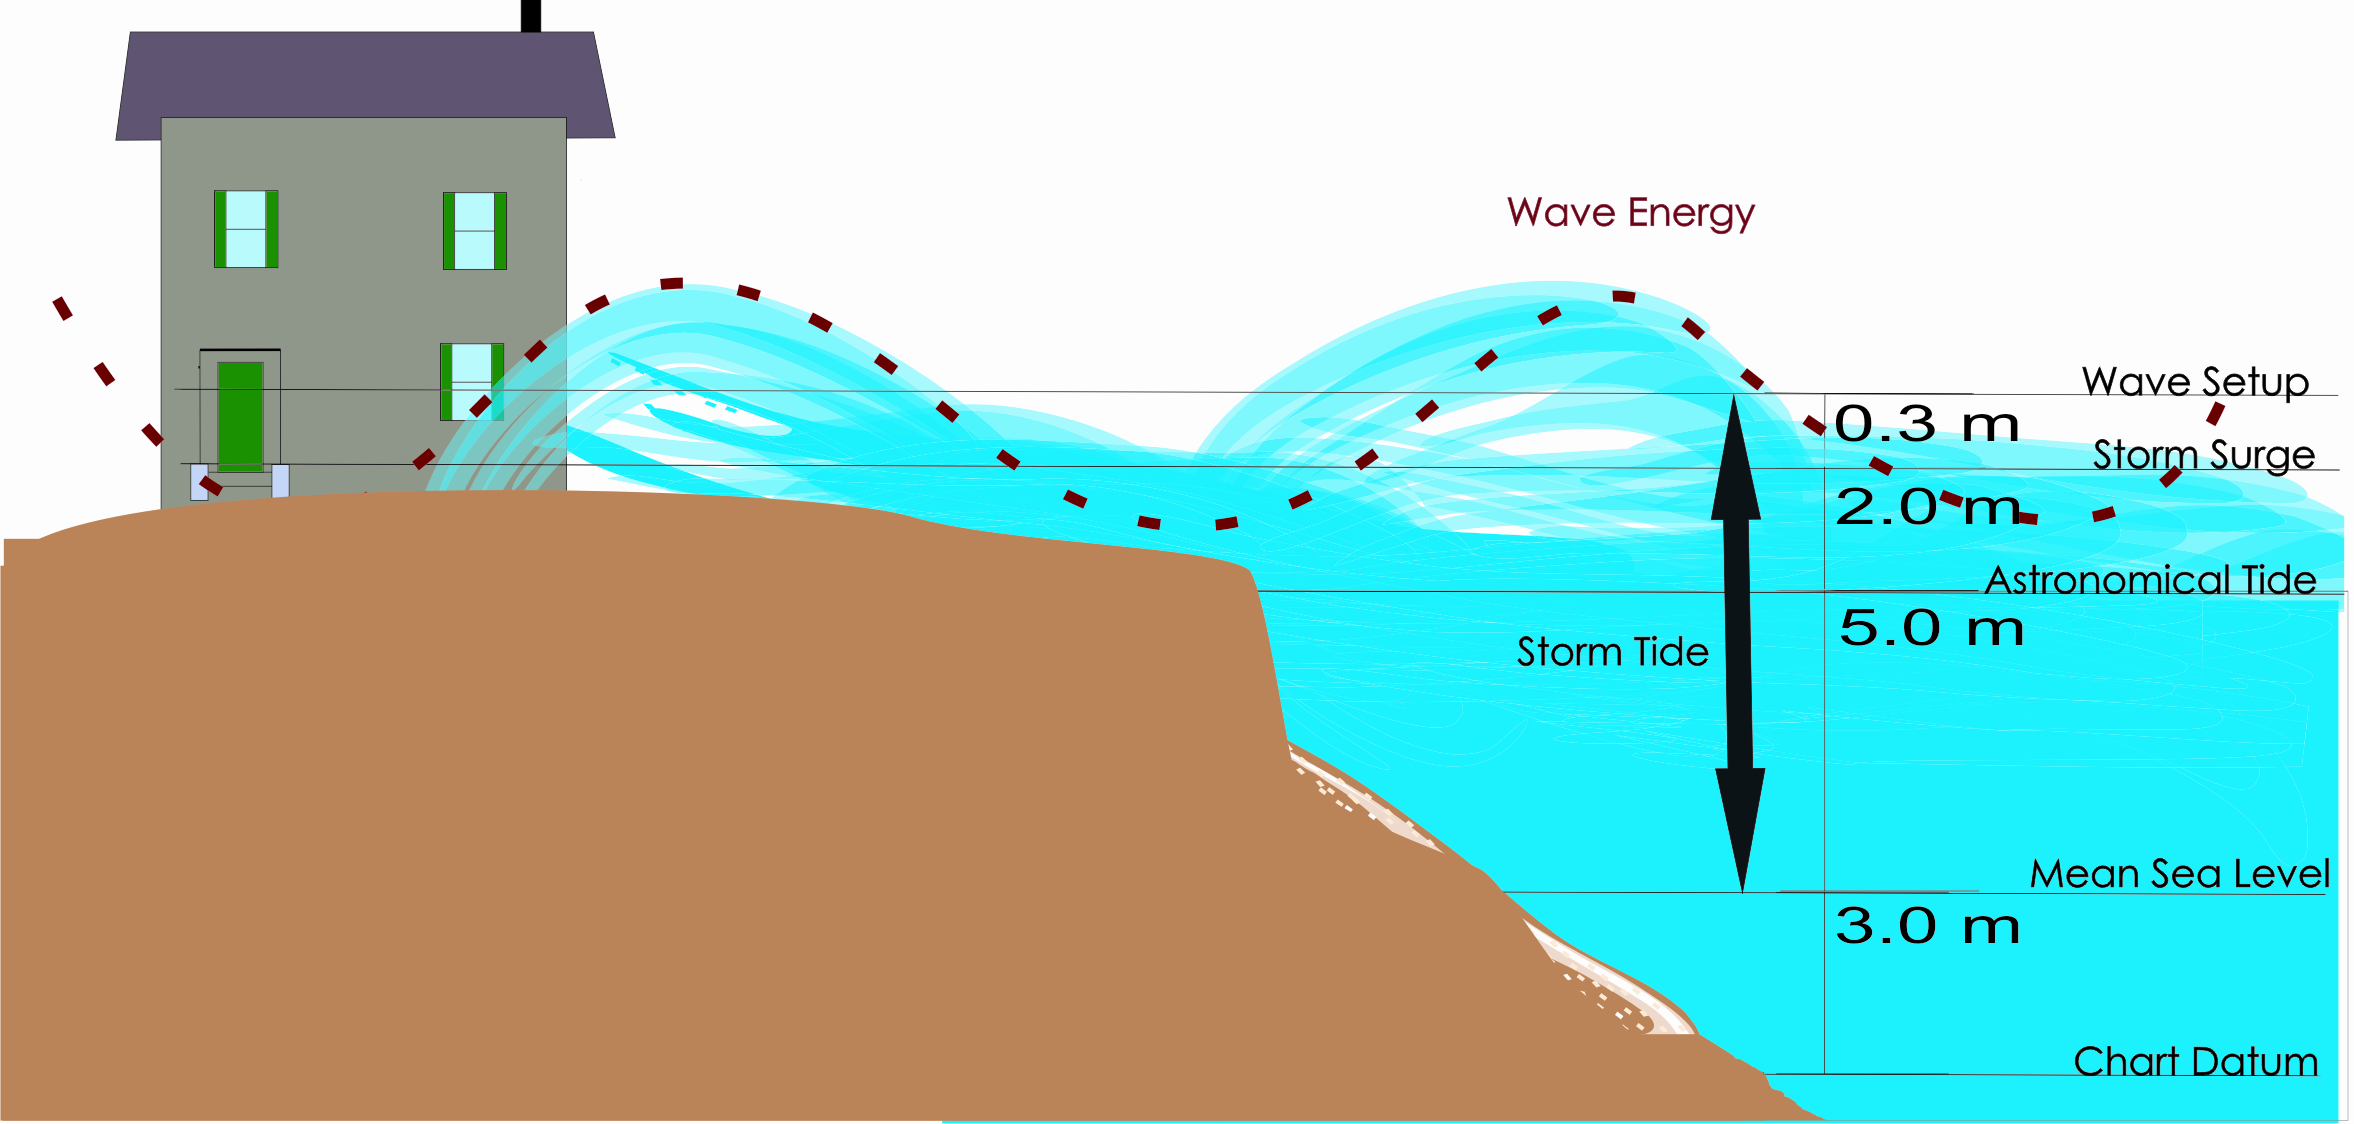 Wave Energy
Wave Setup
0.3 m
Storm Surge
2.0 m
Astronomical Tide
5.0 m
Storm Tide
Mean Sea Level
3.0 m
Chart Datum